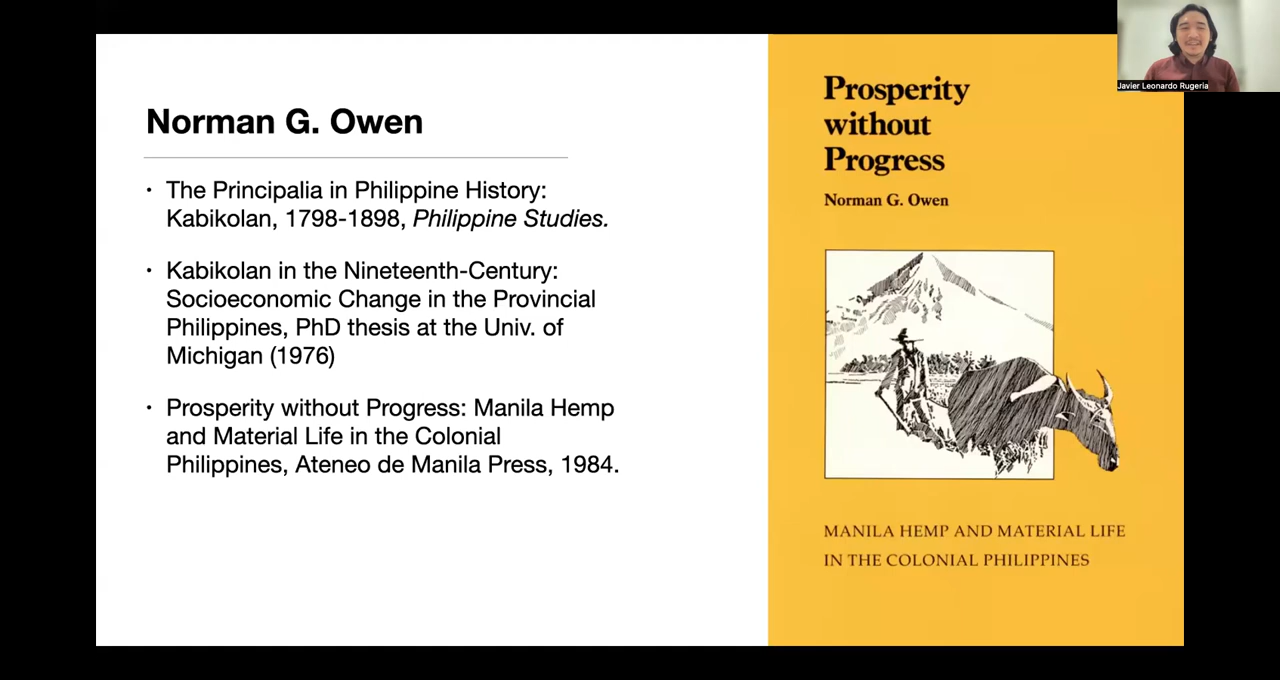 Norman G. Owen
• The Principalia in Philippine History:
Kabikolan, 1798-1898, Philippine Studies.
• Kabikolan in the Nineteenth-Century:
Socioeconomic Change in the Provincial
Philippines, PhD thesis at the Univ. of
Michigan (1976)
• Prosperity without Progress: Manila Hemp
and Material Life in the Colonial
Philippines, Ateneo de Manila Press, 1984.
Prosperity
without
Progress
Norman G. Owen
MANILA HEMP AND MATERIAL LIFE
IN THE COLONIAL PHILIPPINES
Javier Leonardo Rugeria